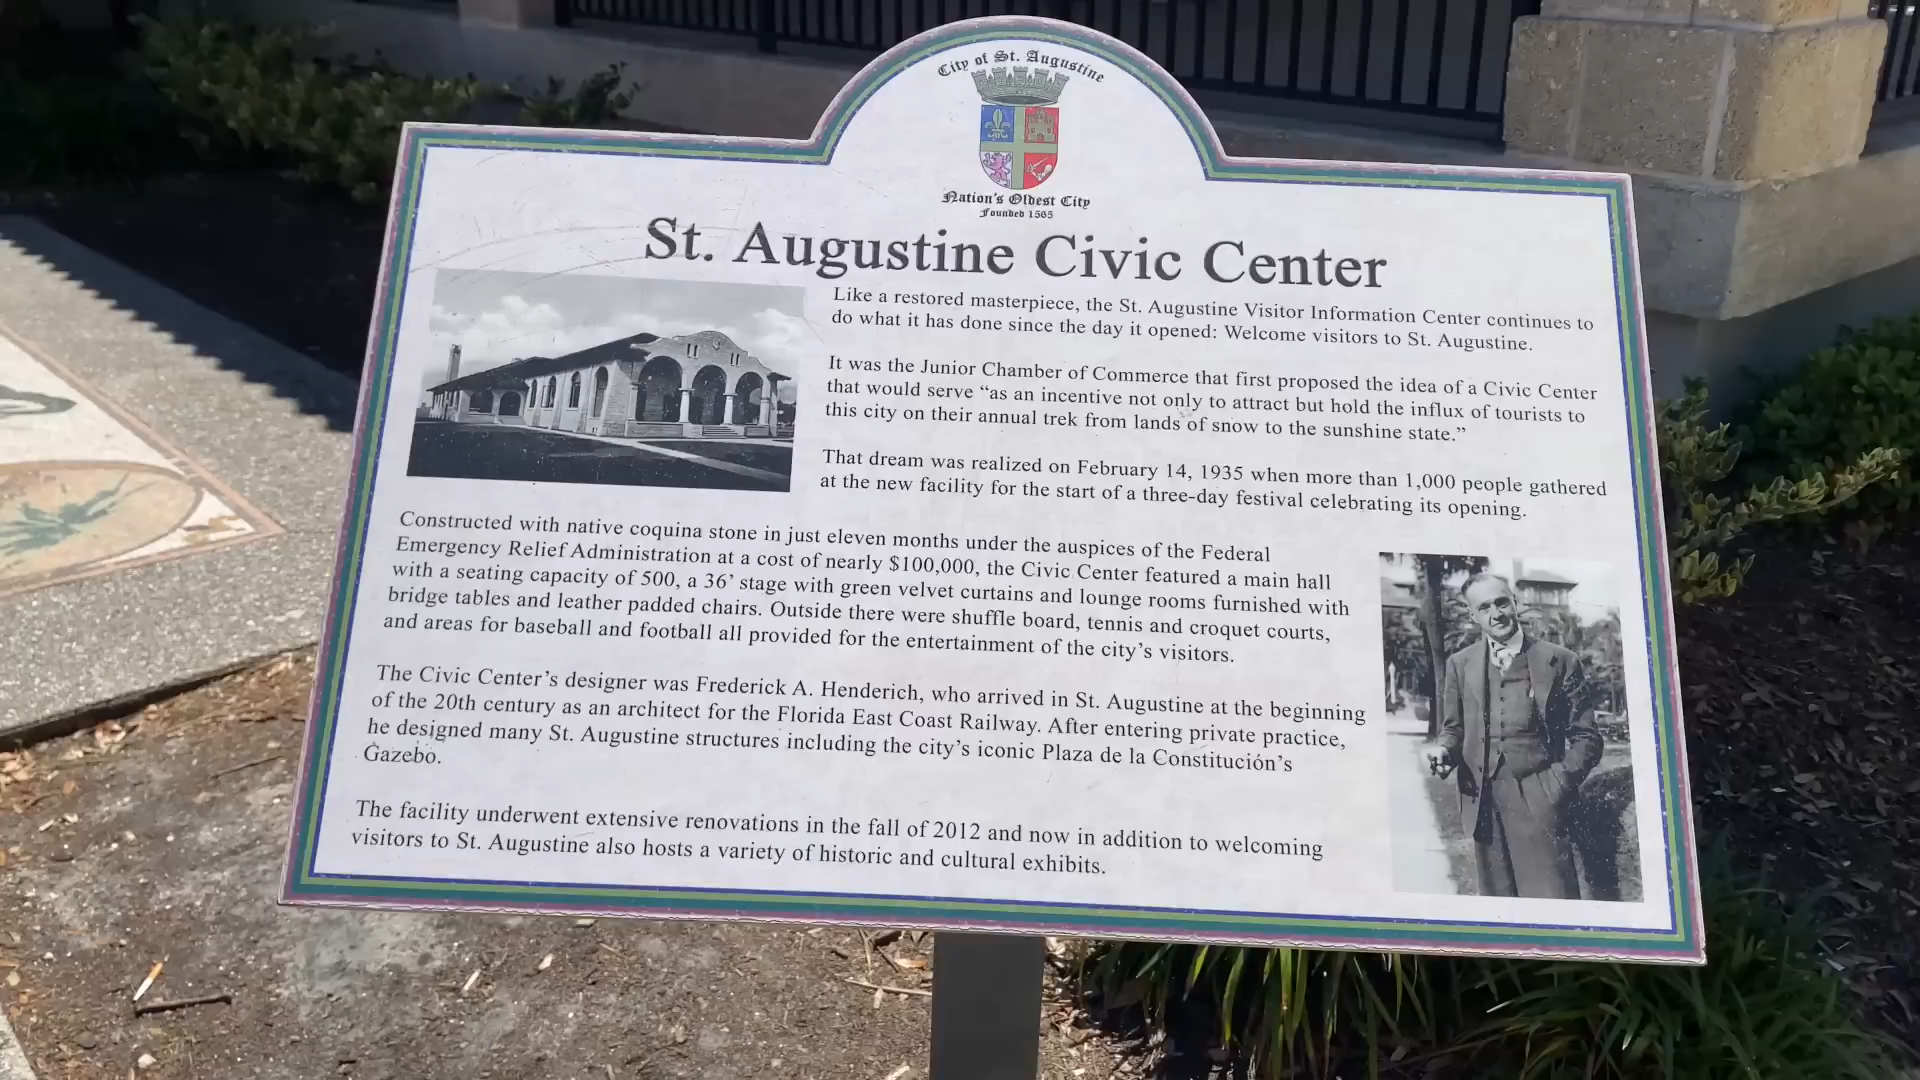 City of St. Augustine
Nation's Oldest City
Founded 1565
St. Augustine Civic Center
Like a restored masterpiece, the St. Augustine Visitor Information Center continues to
do what it has done since the day it opened: Welcome visitors to St. Augustine.
It was the Junior Chamber of Commerce that first proposed the idea of a Civic Center
that would serve “as an incentive not only to attract but hold the influx of tourists to
this city on their annual trek from lands of snow to the sunshine state.”
That dream was realized on February 14, 1935 when more than 1,000 people gathered
at the new facility for the start of a three-day festival celebrating its opening.
Constructed with native coquina stone in just eleven months under the auspices of the Federal
Emergency Relief Administration at a cost of nearly $100,000, the Civic Center featured a main hall
with a seating capacity of 500, a 36’ stage with green velvet curtains and lounge rooms furnished with
bridge tables and leather padded chairs. Outside there were shuffle board, tennis and croquet courts,
and areas for baseball and football all provided for the entertainment of the city’s visitors.
The Civic Center’s designer was Frederick A. Henderich, who arrived in St. Augustine at the beginning
of the 20th century as an architect for the Florida East Coast Railway. After entering private practice,
he designed many St. Augustine structures including the city’s iconic Plaza de la Constitución’s
Gazebo.
The facility underwent extensive renovations in the fall of 2012 and now in addition to welcoming
visitors to St. Augustine also hosts a variety of historic and cultural exhibits.